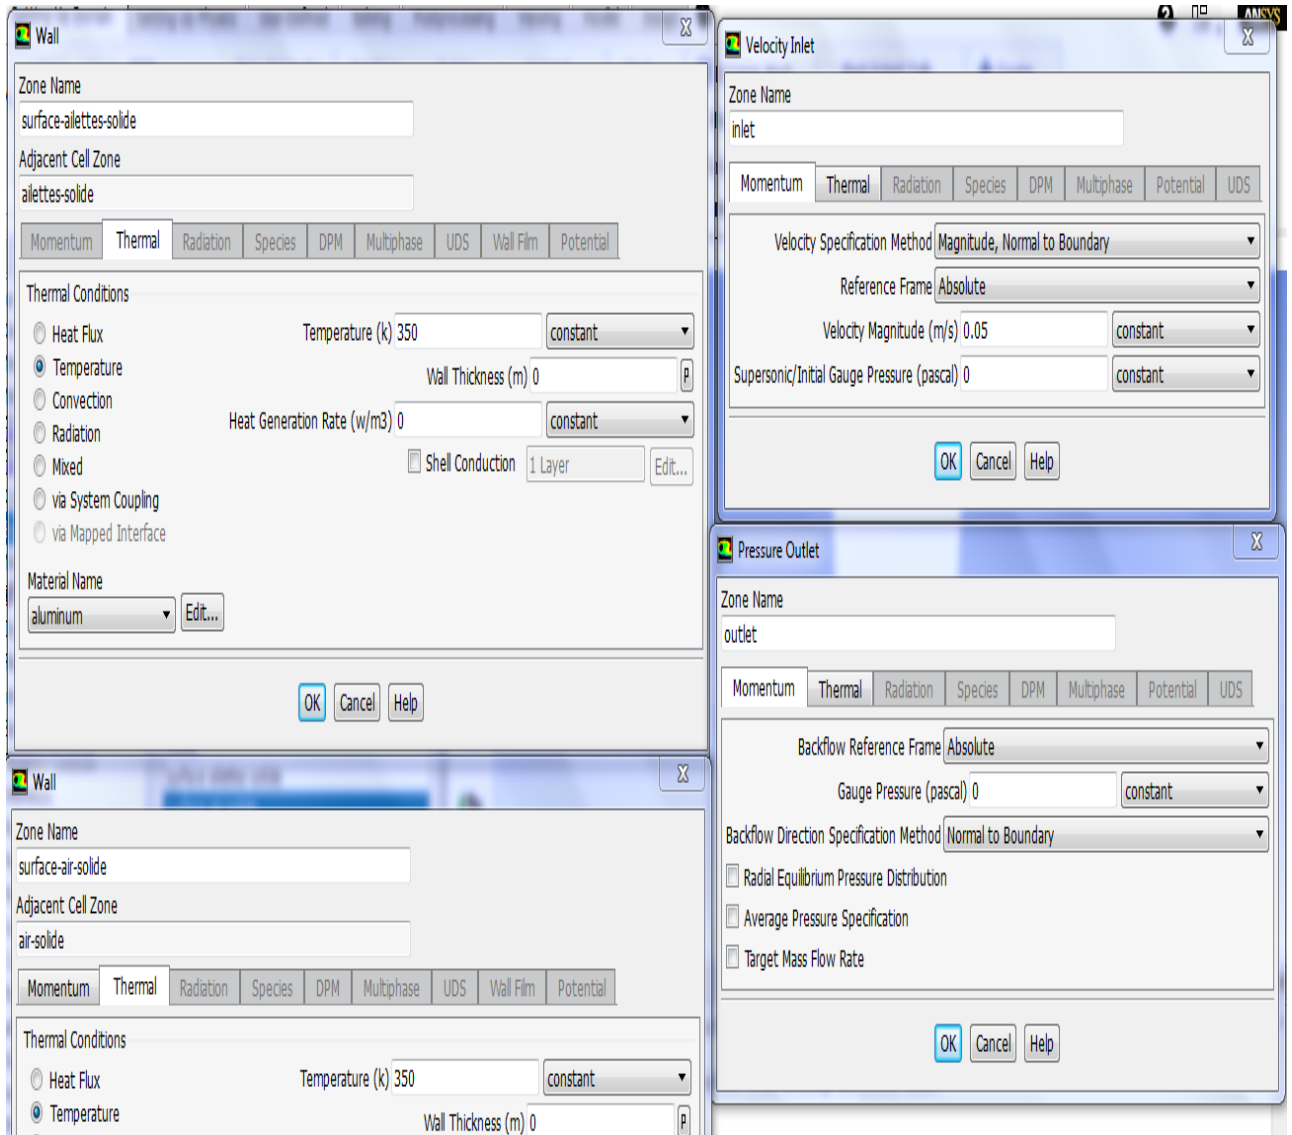 ANSYS
Wall
Zone Name
surface-ailettes-solide
Adjacent Cell Zone
ailettes-solide
Momentum Thermal Radiation Species DPM Multiphase UDS Wall Film Potential
Thermal Conditions
Heat Flux
Temperature
Convection
Radiation
Mixed
via System Coupling
via Mapped Interface
Temperature (k) 350 constant
Wall Thickness (m) 0 P
Heat Generation Rate (w/m3) 0 constant
Shell Conduction 1 Layer Edit...
Material Name
aluminum Edit...
OK Cancel Help
Velocity Inlet
Zone Name
inlet
Momentum Thermal Radiation Species DPM Multiphase Potential UDS
Velocity Specification Method Magnitude, Normal to Boundary
Reference Frame Absolute
Velocity Magnitude (m/s) 0.05 constant
Supersonic/Initial Gauge Pressure (pascal) 0 constant
OK Cancel Help
Wall
Zone Name
surface-air-solide
Adjacent Cell Zone
air-solide
Momentum Thermal Radiation Species DPM Multiphase UDS Wall Film Potential
Thermal Conditions
Heat Flux
Temperature
Temperature (k) 350 constant
Wall Thickness (m) 0 P
Pressure Outlet
Zone Name
outlet
Momentum Thermal Radiation Species DPM Multiphase Potential UDS
Backflow Reference Frame Absolute
Gauge Pressure (pascal) 0 constant
Backflow Direction Specification Method Normal to Boundary
Radial Equilibrium Pressure Distribution
Average Pressure Specification
Target Mass Flow Rate
OK Cancel Help